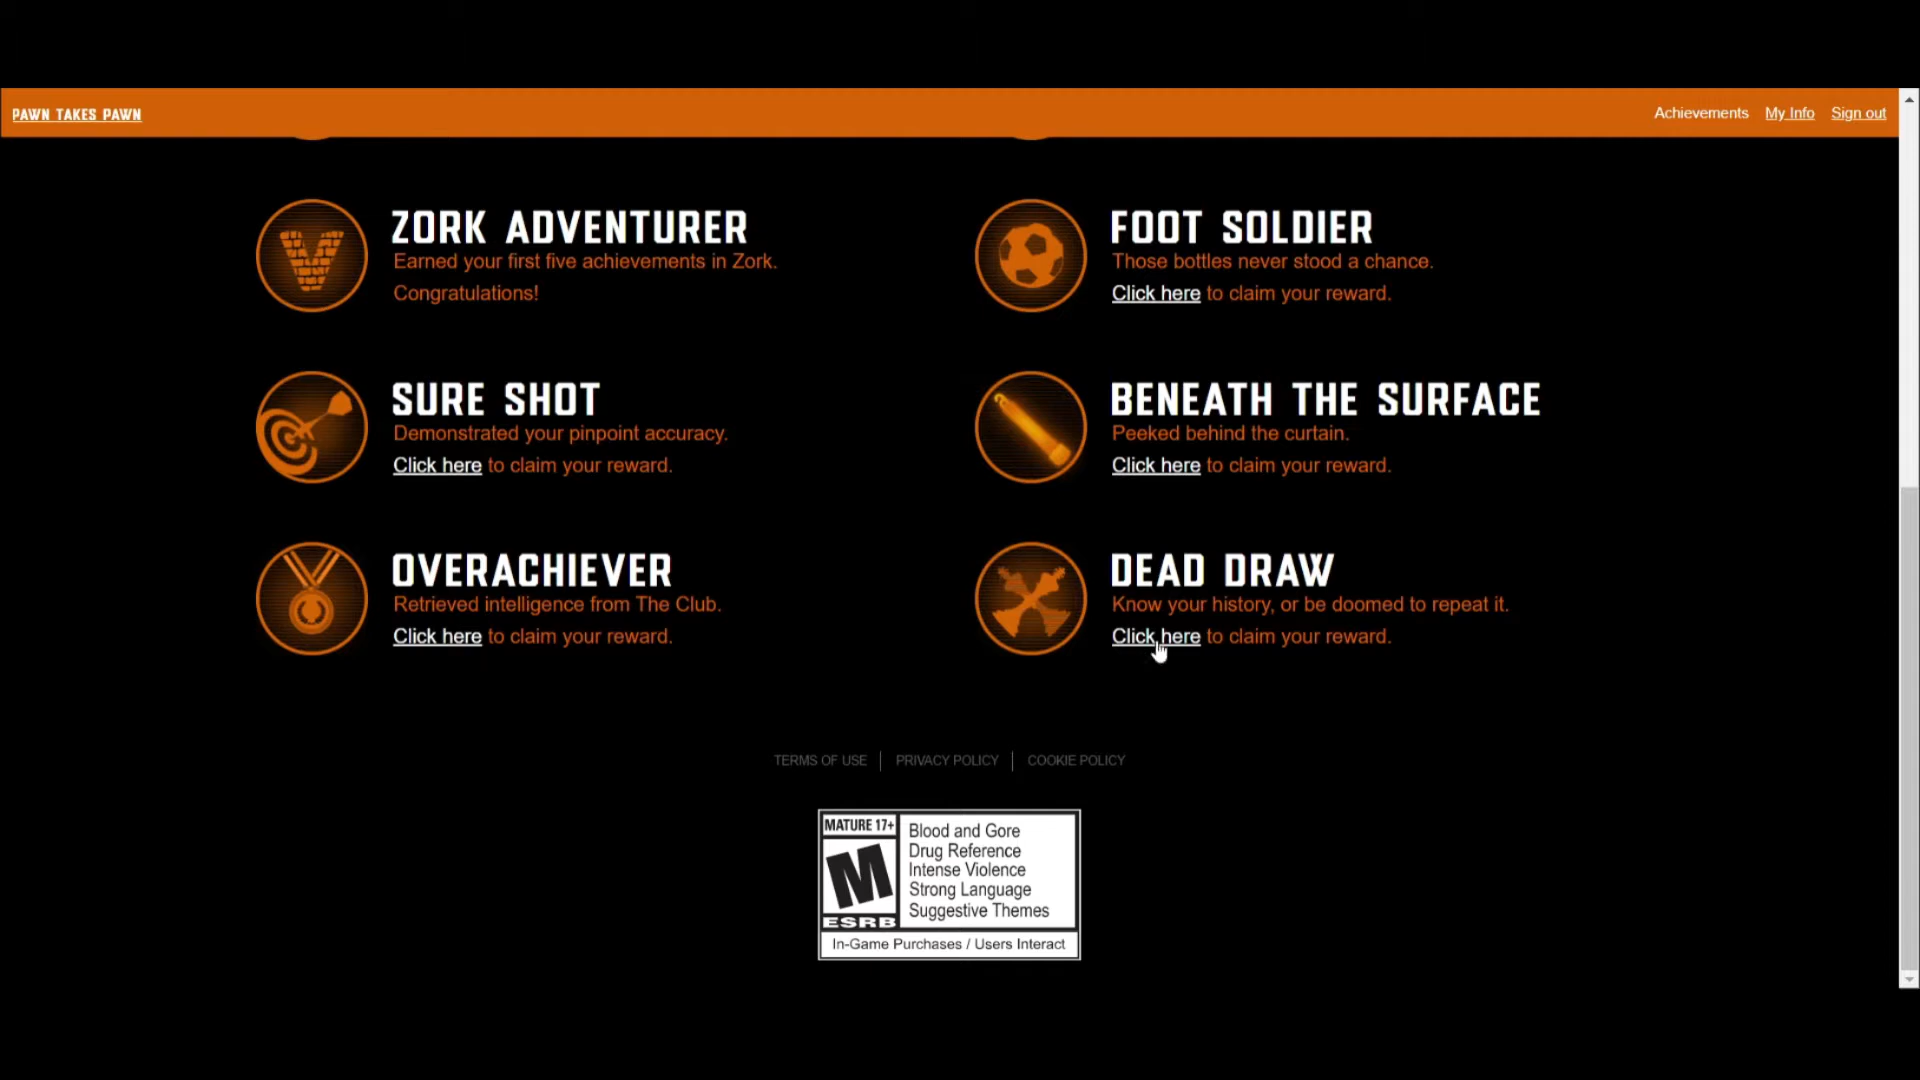 PAWN TAKES PAWN
Achievements My Info Sign out
ZORK ADVENTURER
Earned your first five achievements in Zork.
Congratulations!
FOOT SOLDIER
Those bottles never stood a chance.
Click here to claim your reward.
SURE SHOT
Demonstrated your pinpoint accuracy.
Click here to claim your reward.
BENEATH THE SURFACE
Peeked behind the curtain.
Click here to claim your reward.
OVERACHIEVER
Retrieved intelligence from The Club.
Click here to claim your reward.
DEAD DRAW
Know your history, or be doomed to repeat it.
Click here to claim your reward.
TERMS OF USE PRIVACY POLICY COOKIE POLICY
MATURE 17+
M
ESRB
Blood and Gore
Drug Reference
Intense Violence
Strong Language
Suggestive Themes
In-Game Purchases / Users Interact